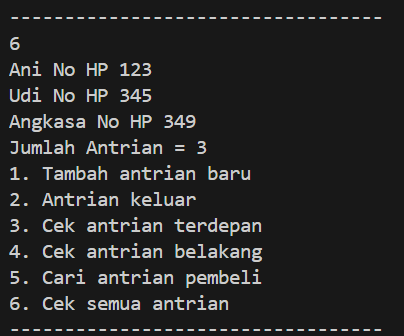 ----------------------------------
6
Ani No HP 123
Udi No HP 345
Angkasa No HP 349
Jumlah Antrian = 3
1. Tambah antrian baru
2. Antrian keluar
3. Cek antrian terdepan
4. Cek antrian belakang
5. Cari antrian pembeli
6. Cek semua antrian
----------------------------------